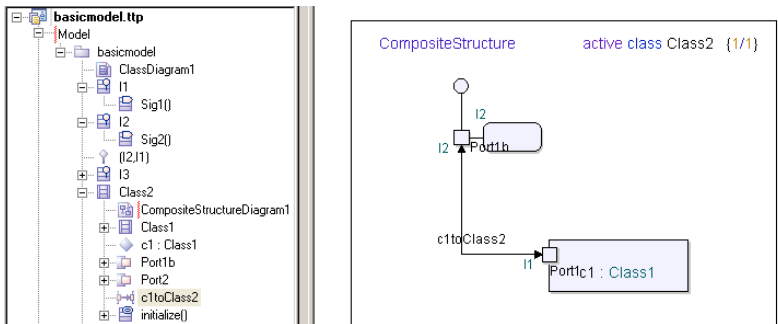 basicmodel.ttp
Model
basicmodel
ClassDiagram1
I1
Sig1()
I2
Sig2()
(I2,I1)
I3
Class2
CompositeStructureDiagram1
Class1
c1 : Class1
Port1b
Port2
c1toClass2
initialize()
CompositeStructure active class Class2 {1/1}
I2
I2
Port1b
c1toClass2
I1
Port1
c1 : Class1